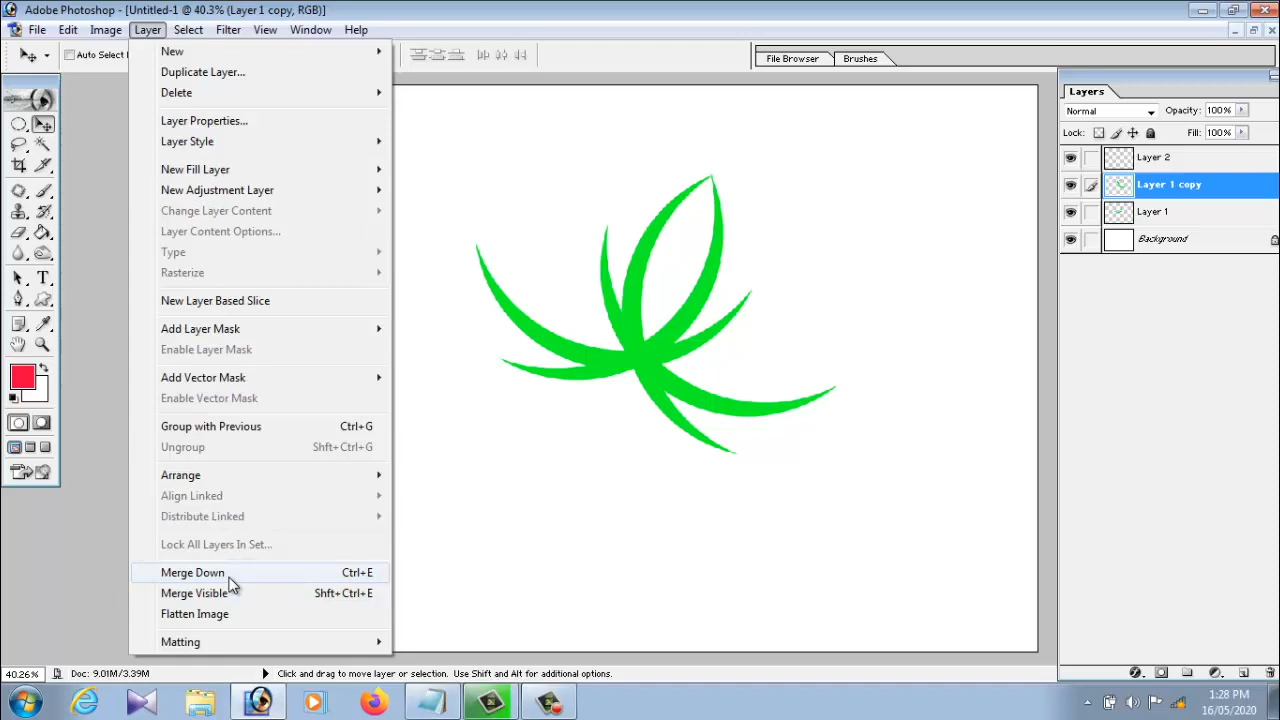 Adobe Photoshop - [Untitled-1 @ 40.3% (Layer 1 copy, RGB)]
File Edit Image Layer Select Filter View Window Help
Auto Select
File Browser Brushes
New
Duplicate Layer...
Delete
Layer Properties...
Layer Style
New Fill Layer
New Adjustment Layer
Change Layer Content
Layer Content Options...
Type
Rasterize
New Layer Based Slice
Add Layer Mask
Enable Layer Mask
Add Vector Mask
Enable Vector Mask
Group with Previous Ctrl+G
Ungroup Shft+Ctrl+G
Arrange
Align Linked
Distribute Linked
Lock All Layers In Set...
Merge Down Ctrl+E
Merge Visible Shft+Ctrl+E
Flatten Image
Matting
Layers
Normal Opacity: 100%
Lock: Fill: 100%
Layer 2
Layer 1 copy
Layer 1
Background
40.26% Doc: 9.01M/3.39M Click and drag to move layer or selection. Use Shift and Alt for additional options.
1:28 PM
16/05/2020